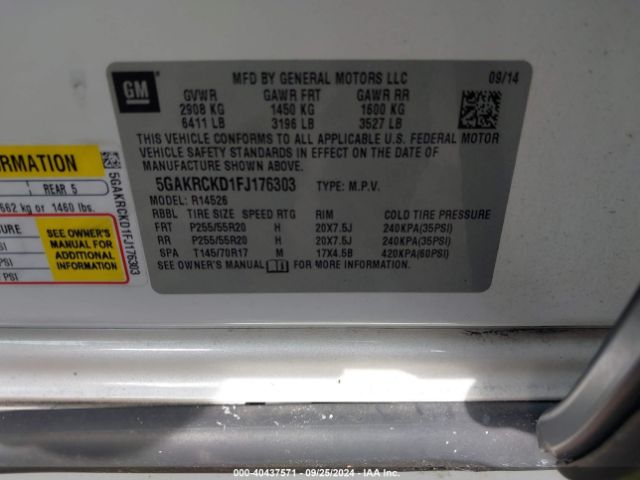 GM
MFD BY GENERAL MOTORS LLC 09/14
GVWR GAWR FRT GAWR RR
2908 KG 1450 KG 1600 KG
6411 LB 3196 LB 3527 LB
THIS VEHICLE CONFORMS TO ALL APPLICABLE U.S. FEDERAL MOTOR
VEHICLE SAFETY STANDARDS IN EFFECT ON THE DATE OF
MANUFACTURE SHOWN ABOVE.
5GAKRCKD1FJ176303 TYPE: M.P.V.
MODEL: R14526
RBBL TIRE SIZE SPEED RTG RIM COLD TIRE PRESSURE
FRT P255/55R20 H 20X7.5J 240KPA(35PSI)
RR P255/55R20 H 20X7.5J 240KPA(35PSI)
SPA T145/70R17 M 17X4.5B 420KPA(60PSI)
SEE OWNER'S MANUAL FOR MORE INFORMATION.
FORMATION
REAR 5
662 kg or 1460 lbs.
SURE
SEE OWNER'S
MANUAL FOR
ADDITIONAL
INFORMATION
PSI
PSI
5GAKRCKD1FJ176303
000-40437571 - 09/25/2024 - IAA Inc.